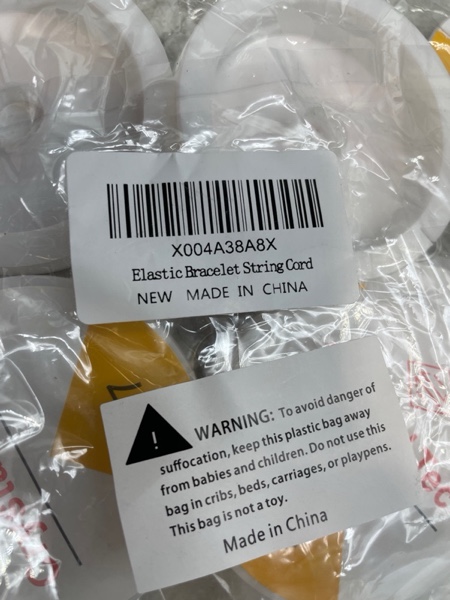 X004A38A8X
Elastic Bracelet String Cord
NEW MADE IN CHINA
WARNING: To avoid danger of
suffocation, keep this plastic bag away
from babies and children. Do not use this
bag in cribs, beds, carriages, or playpens.
This bag is not a toy.
Made in China